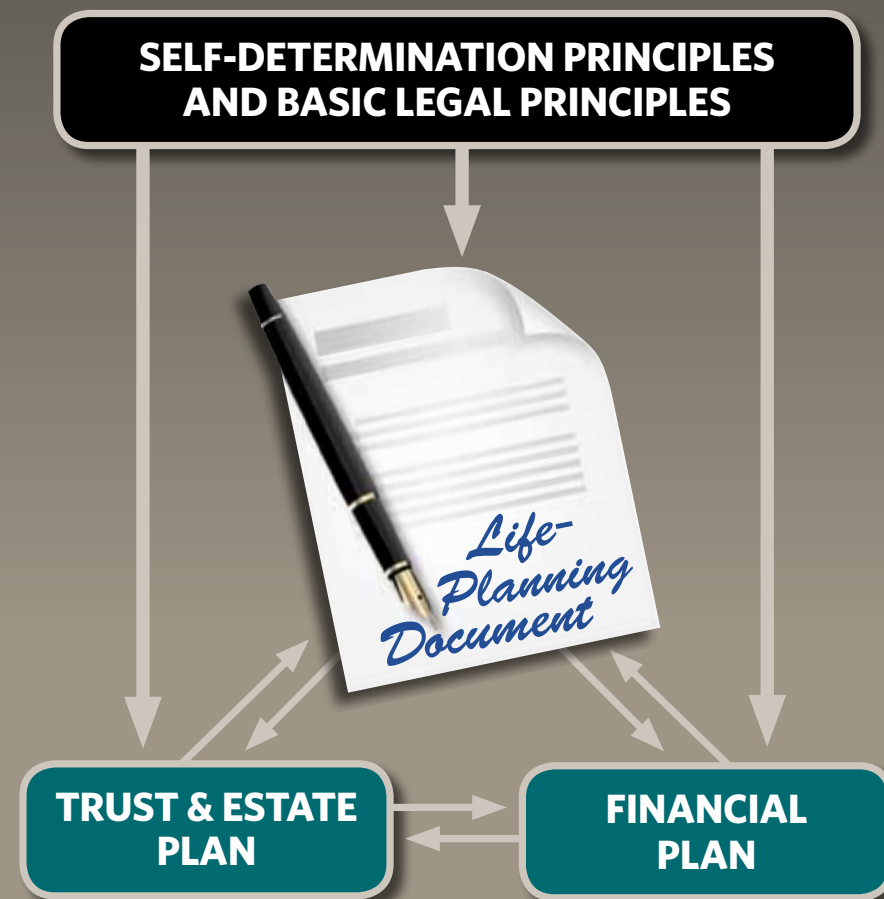 SELF-DETERMINATION PRINCIPLES
AND BASIC LEGAL PRINCIPLES
Life-
Planning
Document
TRUST & ESTATE
PLAN
FINANCIAL
PLAN